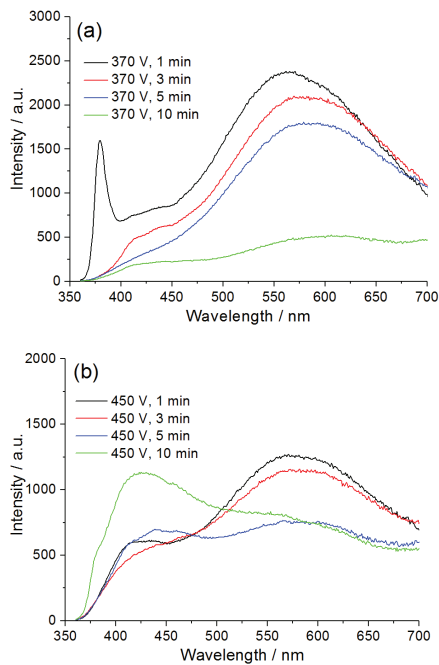 (a)
3000
2500
2000
1500
1000
500
0
Intensity / a.u.
370 V, 1 min
370 V, 3 min
370 V, 5 min
370 V, 10 min
350 400 450 500 550 600 650 700
Wavelength / nm
(b)
2000
1500
1000
500
0
Intensity / a.u.
450 V, 1 min
450 V, 3 min
450 V, 5 min
450 V, 10 min
350 400 450 500 550 600 650 700
Wavelength / nm